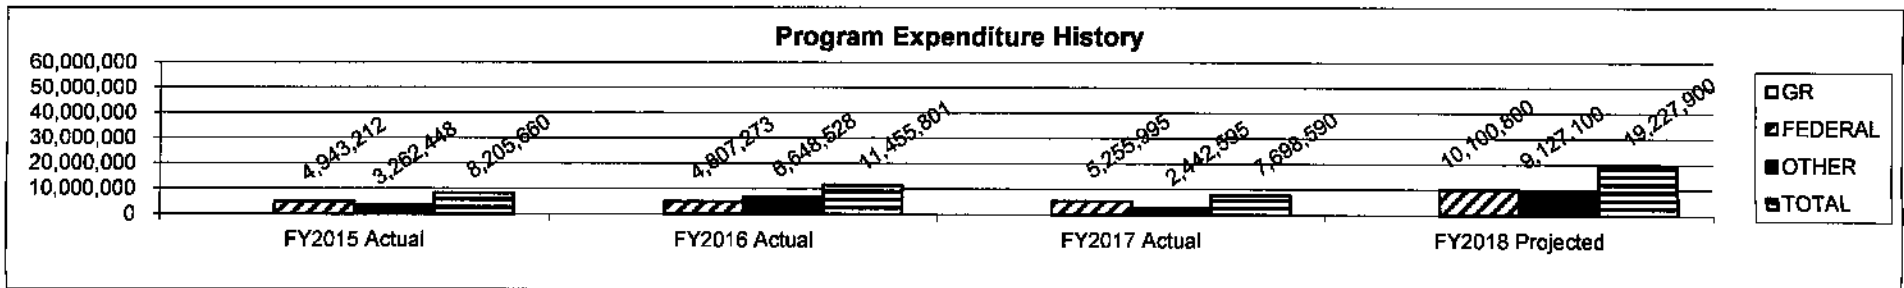 Program Expenditure History
60,000,000
50,000,000
40,000,000
30,000,000
20,000,000
10,000,000
0
4,943,212
3,262,448
8,205,660
4,807,273
6,648,528
11,455,801
5,255,995
2,442,595
7,698,590
10,100,800
9,127,100
19,227,900
FY2015 Actual
FY2016 Actual
FY2017 Actual
FY2018 Projected
GR
FEDERAL
OTHER
TOTAL